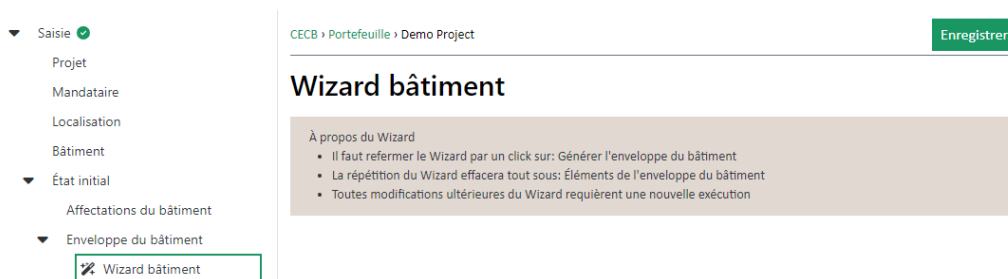 Saisie
Projet
Mandataire
Localisation
Bâtiment
État initial
Affectations du bâtiment
Enveloppe du bâtiment
Wizard bâtiment
CECB › Portefeuille › Demo Project
Enregistrer
Wizard bâtiment
À propos du Wizard
• Il faut refermer le Wizard par un click sur: Générer l'enveloppe du bâtiment
• La répétition du Wizard effacera tout sous: Éléments de l'enveloppe du bâtiment
• Toutes modifications ultérieures du Wizard requièrent une nouvelle exécution